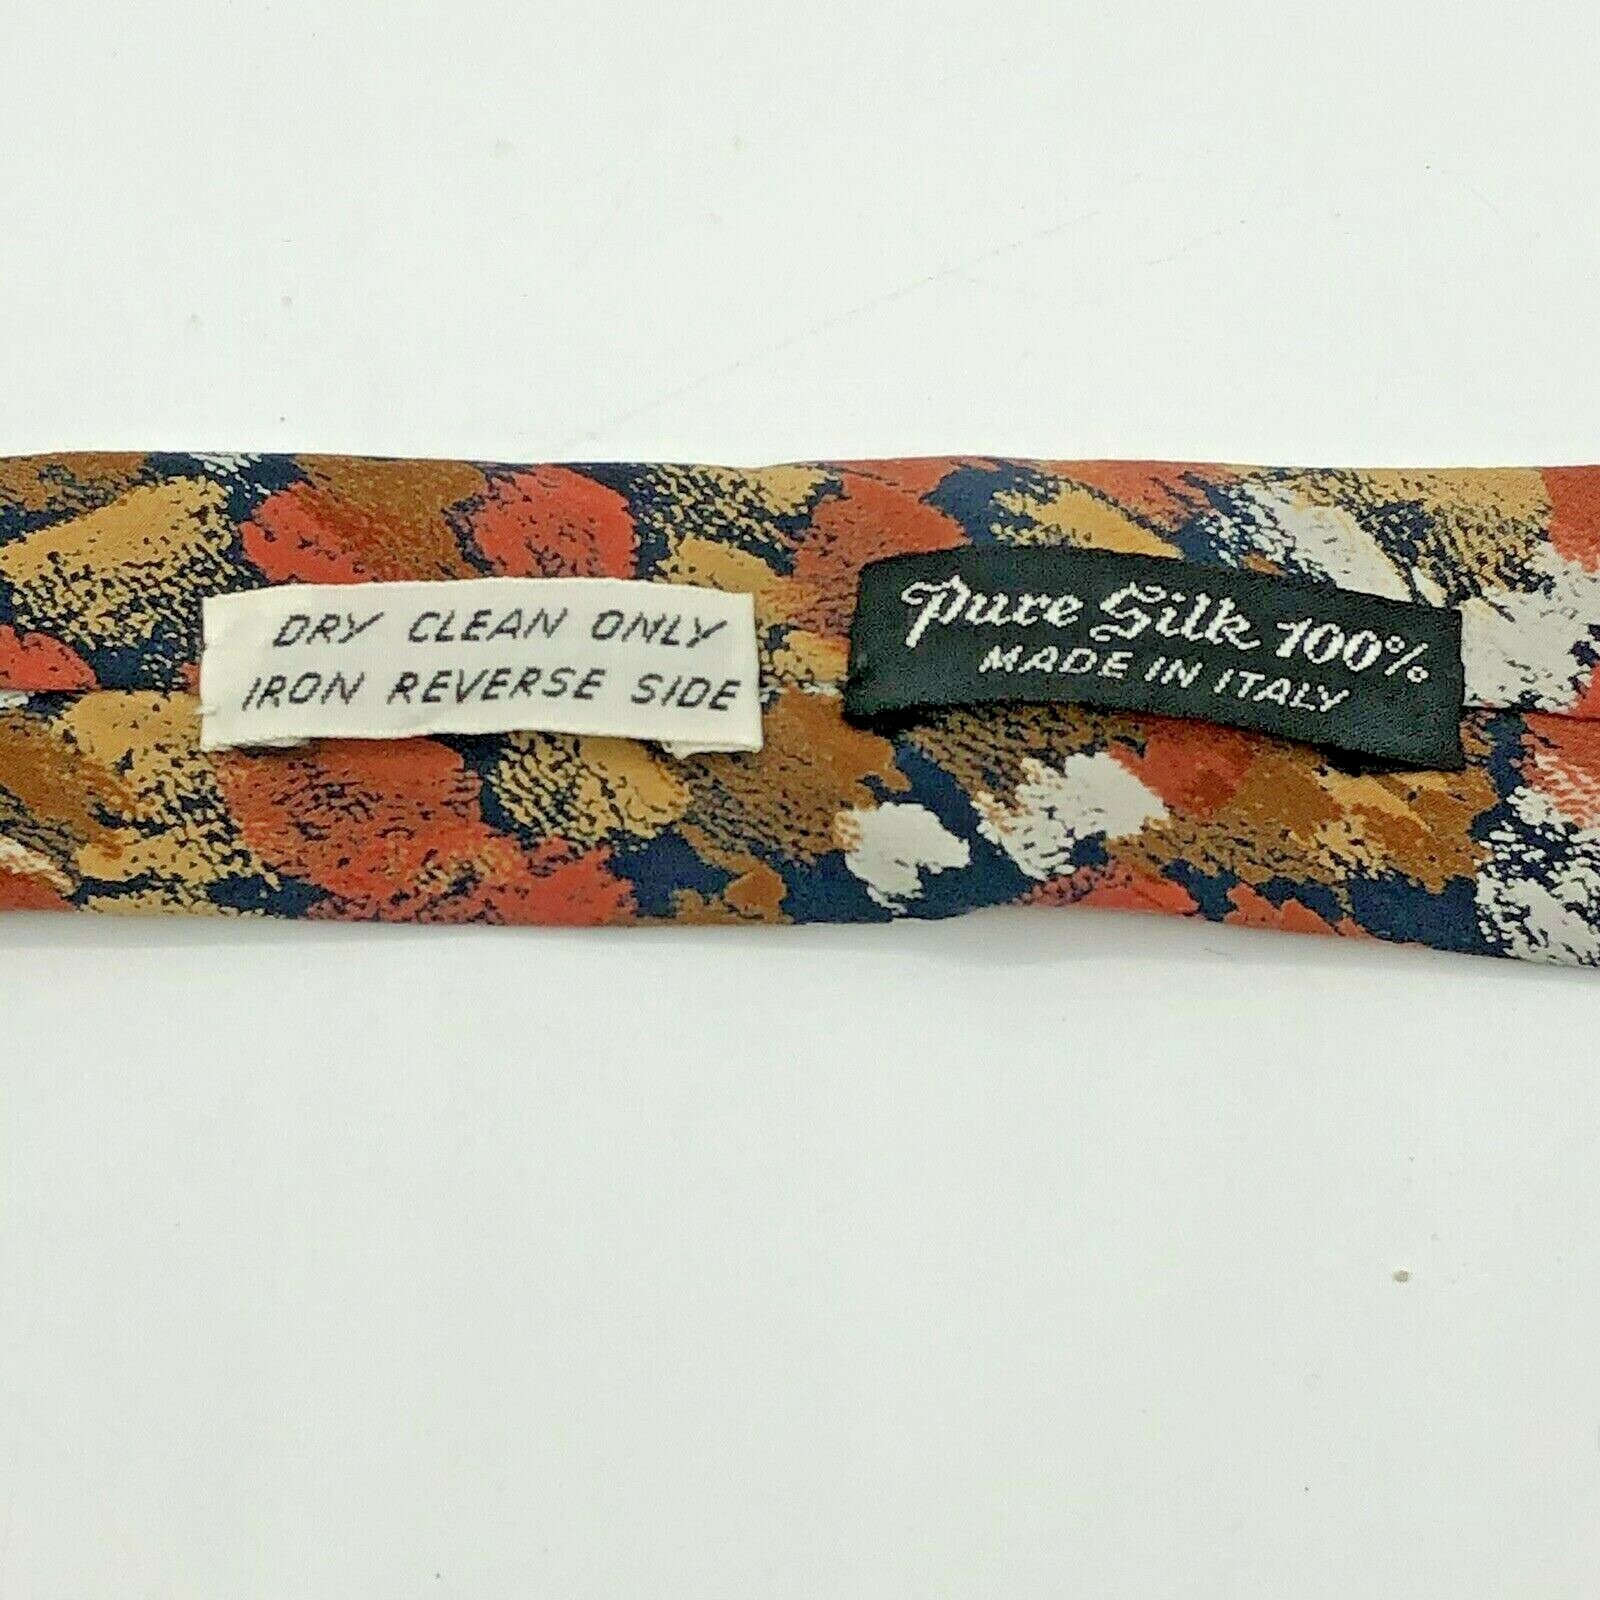 DRY CLEAN ONLY
IRON REVERSE SIDE
Pure Silk 100%
MADE IN ITALY